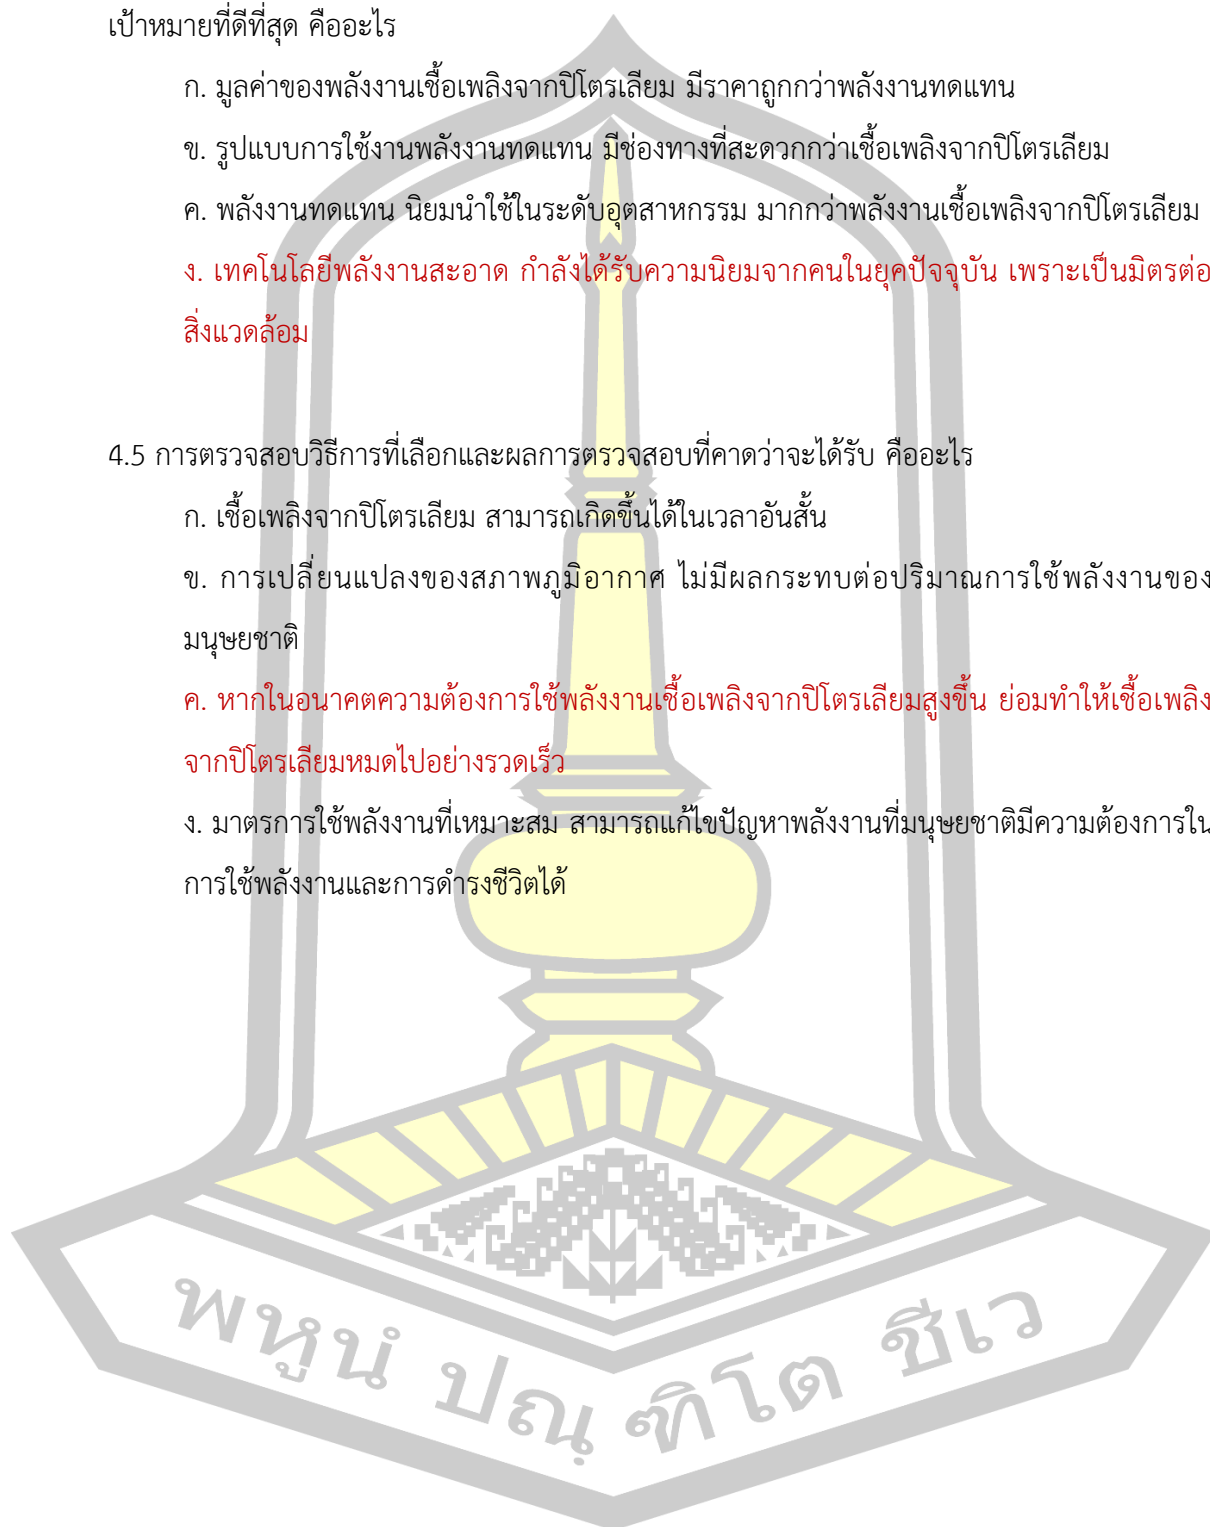 เป้าหมายที่ดีที่สุด คืออะไร
ก. มูลค่าของพลังงานเชื้อเพลิงจากปิโตรเลียม มีราคาถูกกว่าพลังงานทดแทน
ข. รูปแบบการใช้งานพลังงานทดแทน มีช่องทางที่สะดวกกว่าเชื้อเพลิงจากปิโตรเลียม
ค. พลังงานทดแทน นิยมนำใช้ในระดับอุตสาหกรรม มากกว่าพลังงานเชื้อเพลิงจากปิโตรเลียม
ง. เทคโนโลยีพลังงานสะอาด กำลังได้รับความนิยมจากคนในยุคปัจจุบัน เพราะเป็นมิตรต่อ
สิ่งแวดล้อม
4.5 การตรวจสอบวิธีการที่เลือกและผลการตรวจสอบที่คาดว่าจะได้รับ คืออะไร
ก. เชื้อเพลิงจากปิโตรเลียม สามารถเกิดขึ้นได้ในเวลาอันสั้น
ข. การเปลี่ยนแปลงของสภาพภูมิอากาศ ไม่มีผลกระทบต่อปริมาณการใช้พลังงานของ
มนุษยชาติ
ค. หากในอนาคตความต้องการใช้พลังงานเชื้อเพลิงจากปิโตรเลียมสูงขึ้น ย่อมทำให้เชื้อเพลิง
จากปิโตรเลียมหมดไปอย่างรวดเร็ว
ง. มาตรการใช้พลังงานที่เหมาะสม สามารถแก้ไขปัญหาพลังงานที่มนุษยชาติมีความต้องการใน
การใช้พลังงานและการดำรงชีวิตได้
พหูนํ ปณฺฑิโต ชีเว